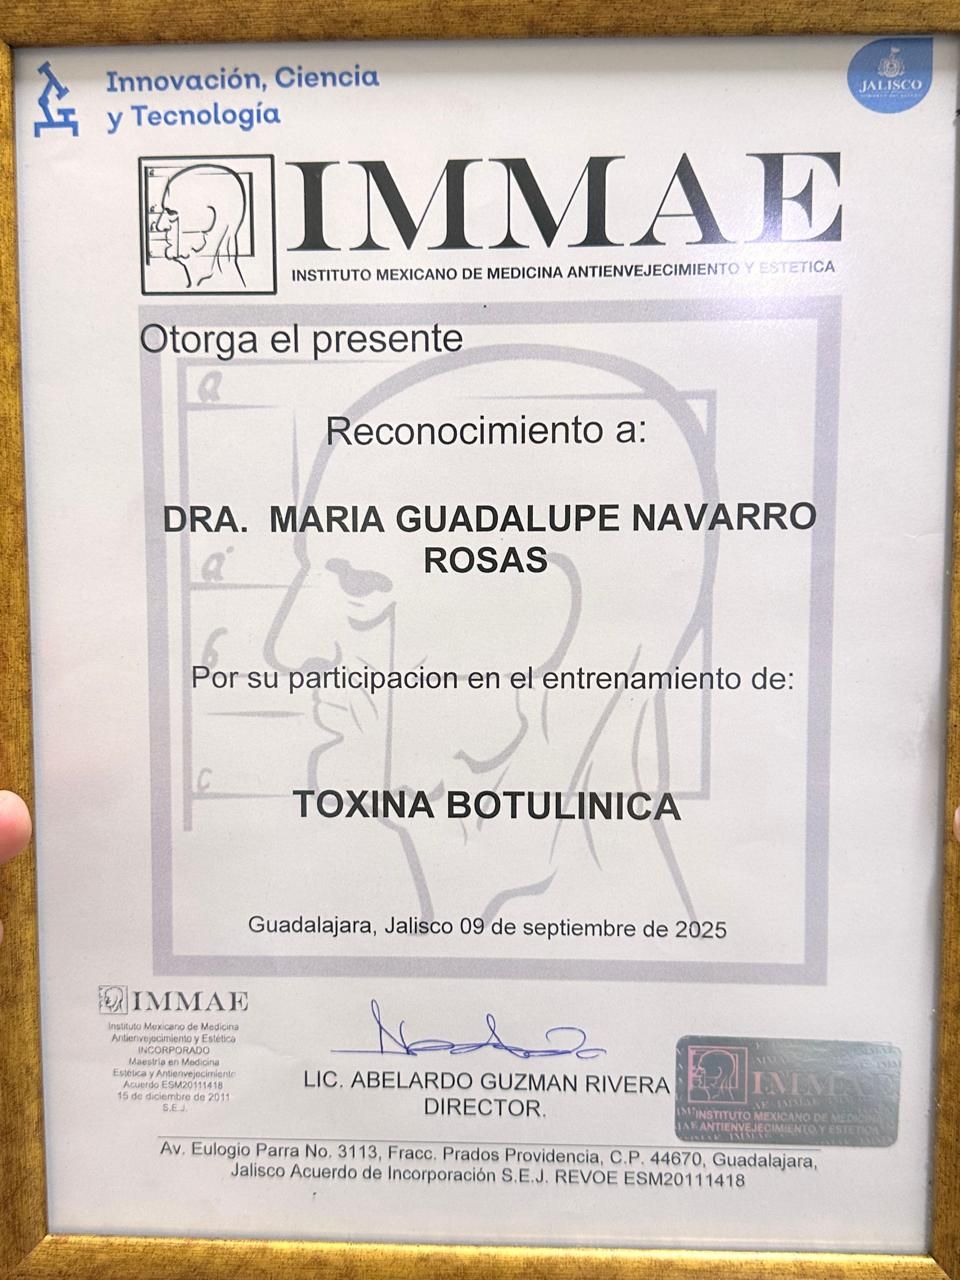 Innovación, Ciencia
y Tecnología
JALISCO
IMMAE
INSTITUTO MEXICANO DE MEDICINA ANTIENVEJECIMIENTO Y ESTETICA
Otorga el presente
Reconocimiento a:
DRA. MARIA GUADALUPE NAVARRO
ROSAS
Por su participacion en el entrenamiento de:
TOXINA BOTULINICA
Guadalajara, Jalisco 09 de septiembre de 2025
IMMAE
Instituto Mexicano de Medicina
Antienvejecimiento y Estética
INCORPORADO
Maestría en Medicina
Estética y Antienvejecimiento
Acuerdo ESM20111418
15 de diciembre de 2011
S.E.J.
LIC. ABELARDO GUZMAN RIVERA
DIRECTOR.
IMMAE
INSTITUTO MEXICANO DE MEDICINA
ANTIENVEJECIMIENTO Y ESTETICA
Av. Eulogio Parra No. 3113, Fracc. Prados Providencia, C.P. 44670, Guadalajara,
Jalisco Acuerdo de Incorporación S.E.J. REVOE ESM20111418